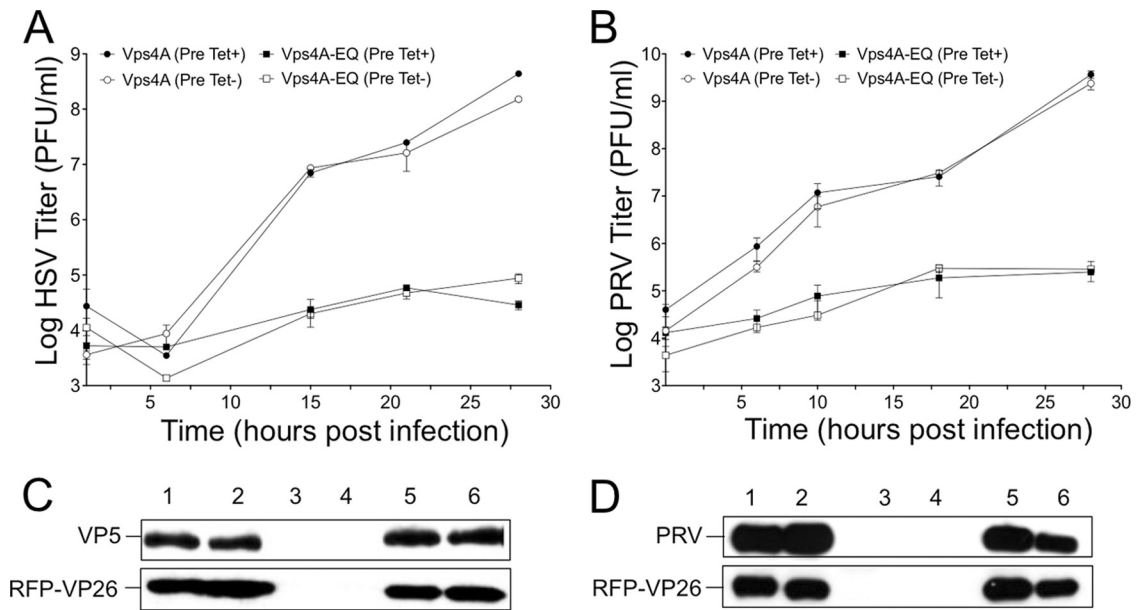 A
Vps4A (Pre Tet+)
Vps4A-EQ (Pre Tet+)
Vps4A (Pre Tet-)
Vps4A-EQ (Pre Tet-)
Log HSV Titer (PFU/ml)
9
8
7
6
5
4
3
5
10
15
20
25
30
Time (hours post infection)
B
Vps4A (Pre Tet+)
Vps4A-EQ (Pre Tet+)
Vps4A (Pre Tet-)
Vps4A-EQ (Pre Tet-)
Log PRV Titer (PFU/ml)
10
9
8
7
6
5
4
3
5
10
15
20
25
30
Time (hours post infection)
C
1 2 3 4 5 6
VP5
RFP-VP26
D
1 2 3 4 5 6
PRV
RFP-VP26